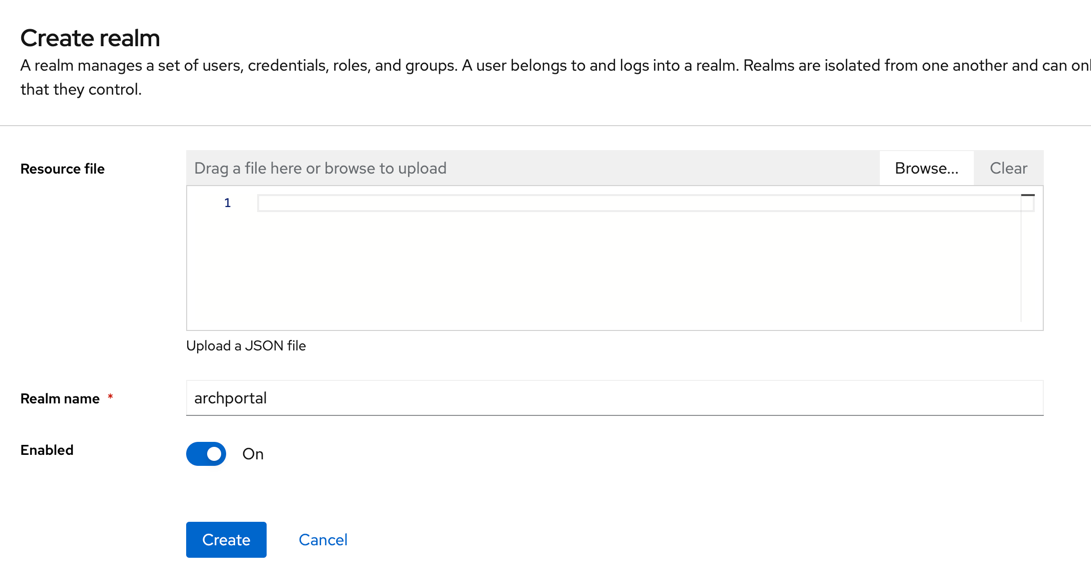 Create realm
A realm manages a set of users, credentials, roles, and groups. A user belongs to and logs into a realm. Realms are isolated from one another and can
that they control.
Resource file
Drag a file here or browse to upload
Browse...
Clear
1
Upload a JSON file
Realm name *
archportal
Enabled
On
Create
Cancel